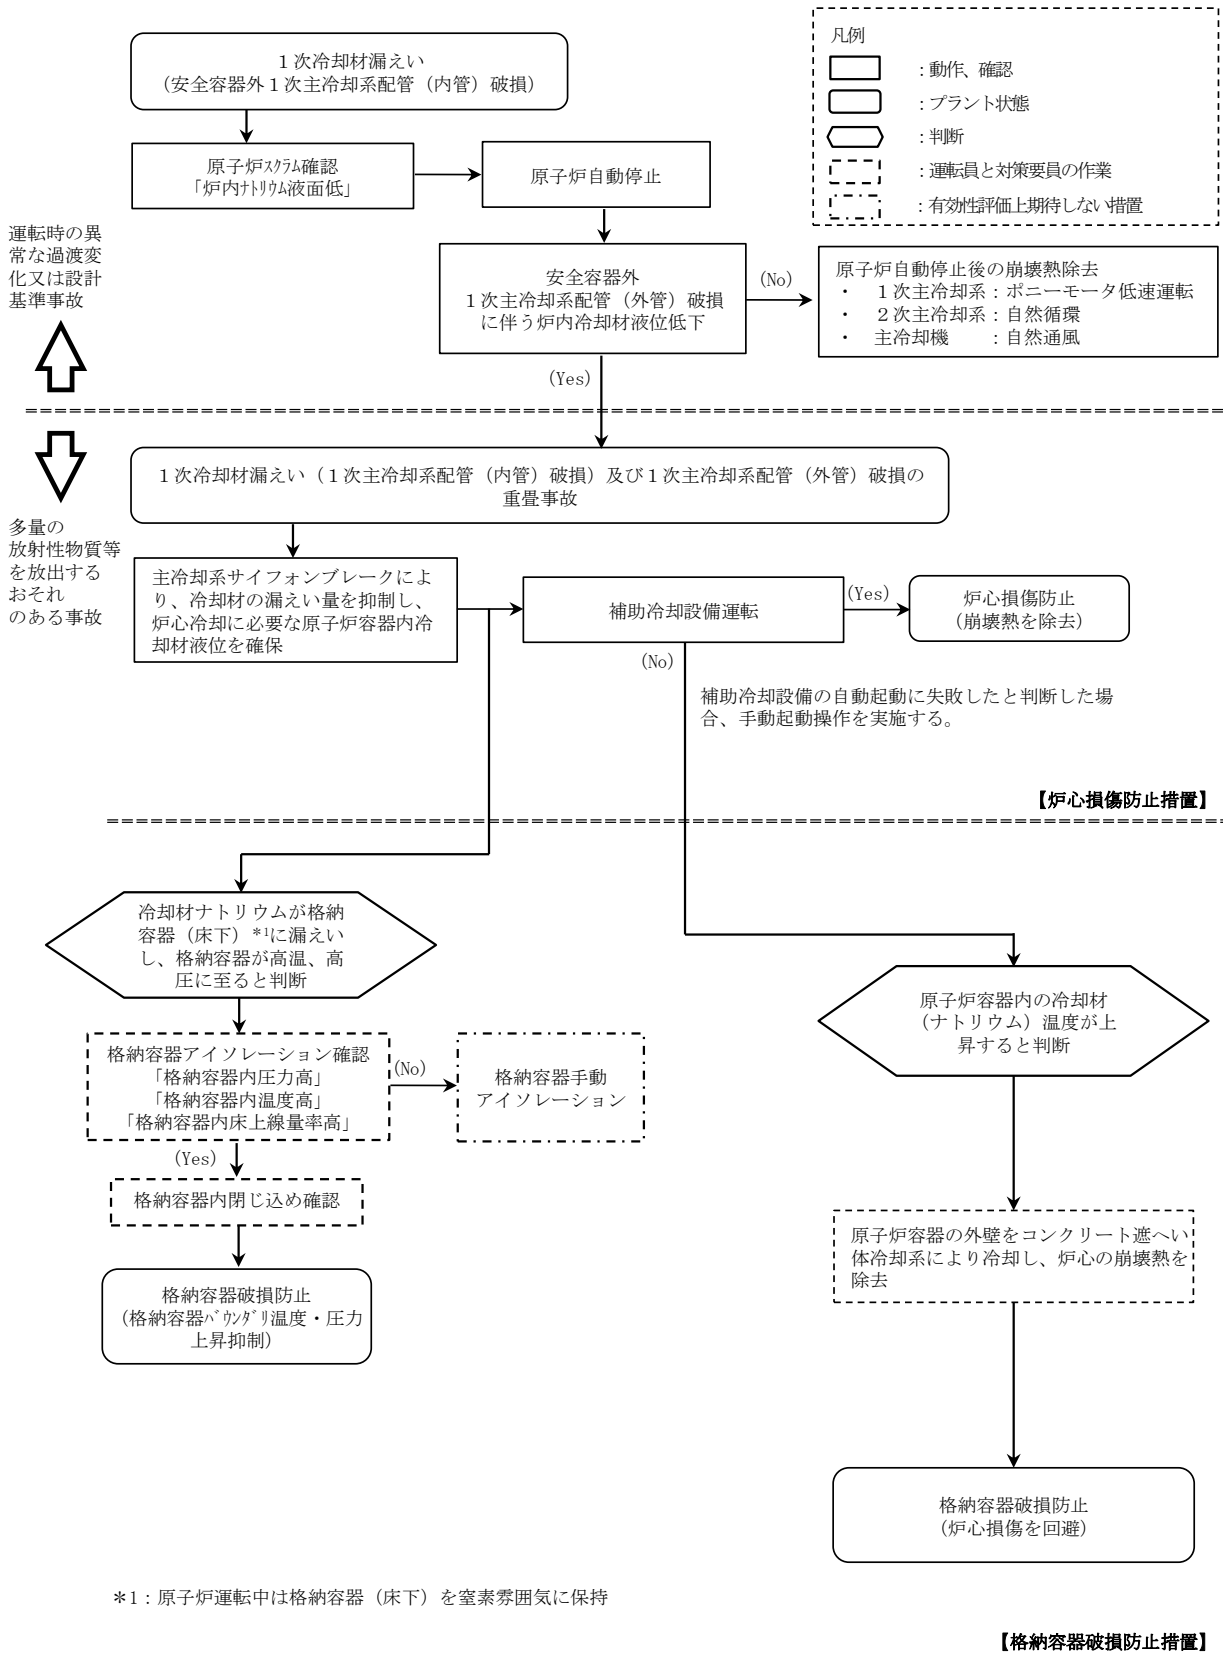 凡例
：動作、確認
：プラント状態
：判断
：運転員と対策要員の作業
：有効性評価上期待しない措置
１次冷却材漏えい
（安全容器外１次主冷却系配管（内管）破損）
原子炉ｽｸﾗﾑ確認
「炉内ﾅﾄﾘｳﾑ液面低」
原子炉自動停止
運転時の異
常な過渡変
化又は設計
基準事故
安全容器外
１次主冷却系配管（外管）破損
に伴う炉内冷却材液位低下
(No)
原子炉自動停止後の崩壊熱除去
・　１次主冷却系：ポニーモータ低速運転
・　２次主冷却系：自然循環
・　主冷却機　　：自然通風
(Yes)
１次冷却材漏えい（１次主冷却系配管（内管）破損）及び１次主冷却系配管（外管）破損の
重畳事故
多量の
放射性物質等
を放出する
おそれ
のある事故
主冷却系サイフォンブレークによ
り、冷却材の漏えい量を抑制し、
炉心冷却に必要な原子炉容器内冷
却材液位を確保
補助冷却設備運転
(Yes)
炉心損傷防止
（崩壊熱を除去）
(No)
補助冷却設備の自動起動に失敗したと判断した場
合、手動起動操作を実施する。
【炉心損傷防止措置】
冷却材ナトリウムが格納
容器（床下）*1に漏えい
し、格納容器が高温、高
圧に至ると判断
原子炉容器内の冷却材
（ナトリウム）温度が上
昇すると判断
格納容器アイソレーション確認
「格納容器内圧力高」
「格納容器内温度高」
「格納容器内床上線量率高」
(No)
格納容器手動
アイソレーション
(Yes)
格納容器内閉じ込め確認
原子炉容器の外壁をコンクリート遮へい
体冷却系により冷却し、炉心の崩壊熱を
除去
格納容器破損防止
（格納容器ﾊﾞｳﾝﾀﾞﾘ温度・圧力
上昇抑制）
格納容器破損防止
（炉心損傷を回避）
＊1：原子炉運転中は格納容器（床下）を窒素雰囲気に保持
【格納容器破損防止措置】